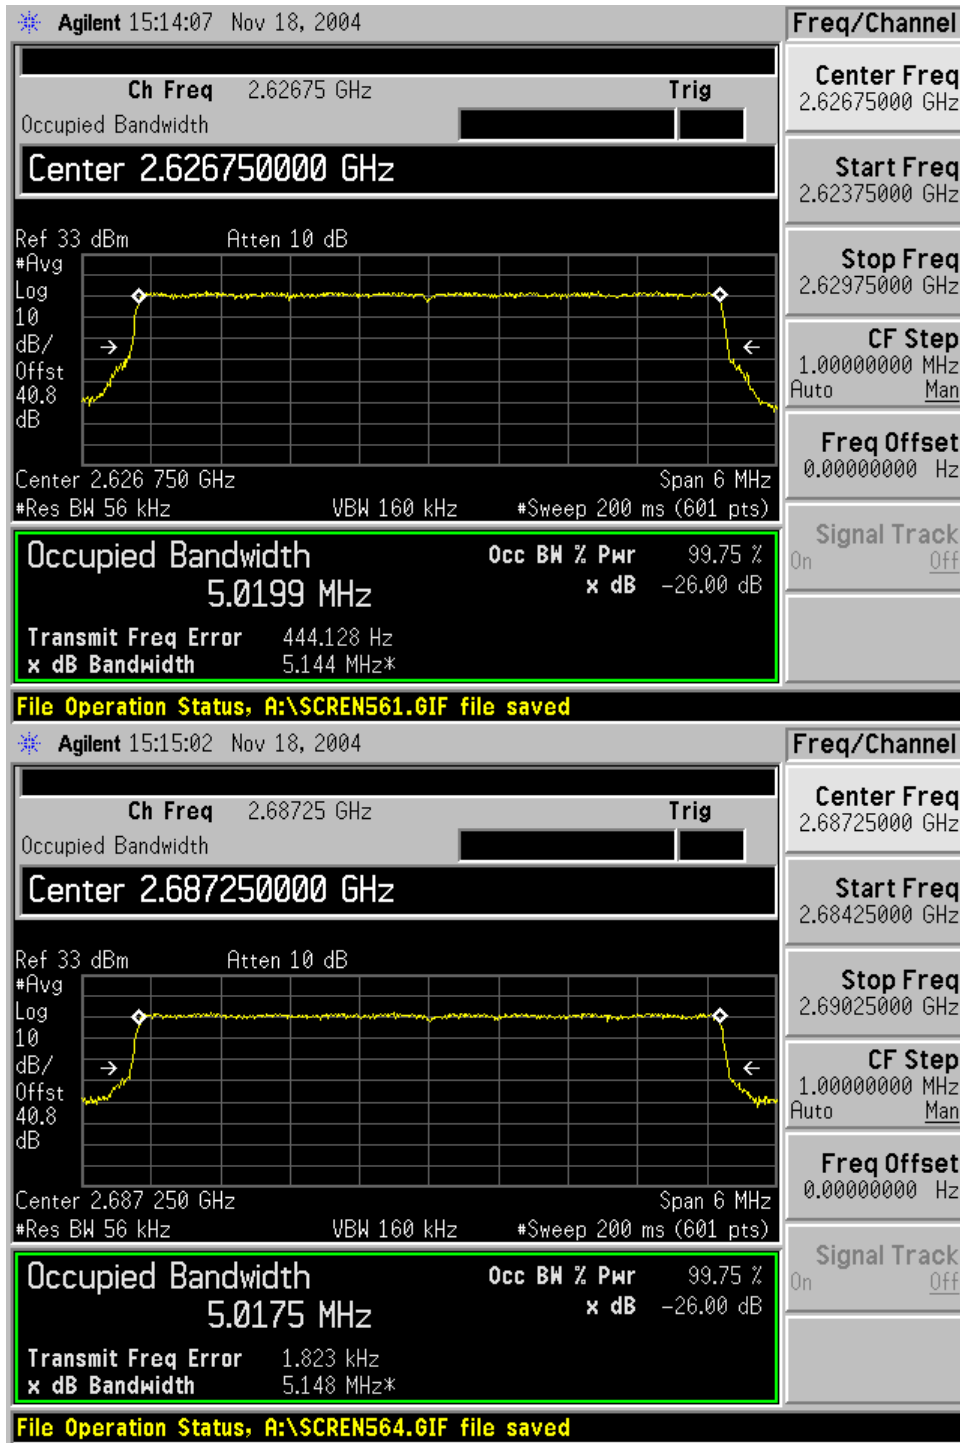 Agilent 15:14:07 Nov 18, 2004 Freq/Channel
Ch Freq 2.62675 GHz Trig
Occupied Bandwidth
Center 2.626750000 GHz
Ref 33 dBm Atten 10 dB
#Avg
Log
10
dB/
Offst
40.8
dB
Center 2.626 750 GHz Span 6 MHz
#Res BW 56 kHz VBW 160 kHz #Sweep 200 ms (601 pts)
Occupied Bandwidth Occ BW % Pwr 99.75 %
5.0199 MHz x dB -26.00 dB
Transmit Freq Error 444.128 Hz
x dB Bandwidth 5.144 MHz*
Center Freq
2.62675000 GHz
Start Freq
2.62375000 GHz
Stop Freq
2.62975000 GHz
CF Step
1.00000000 MHz
Auto Man
Freq Offset
0.00000000 Hz
Signal Track
On Off
File Operation Status, A:\SCREN561.GIF file saved
Agilent 15:15:02 Nov 18, 2004 Freq/Channel
Ch Freq 2.68725 GHz Trig
Occupied Bandwidth
Center 2.687250000 GHz
Ref 33 dBm Atten 10 dB
#Avg
Log
10
dB/
Offst
40.8
dB
Center 2.687 250 GHz Span 6 MHz
#Res BW 56 kHz VBW 160 kHz #Sweep 200 ms (601 pts)
Occupied Bandwidth Occ BW % Pwr 99.75 %
5.0175 MHz x dB -26.00 dB
Transmit Freq Error 1.823 kHz
x dB Bandwidth 5.148 MHz*
Center Freq
2.68725000 GHz
Start Freq
2.68425000 GHz
Stop Freq
2.69025000 GHz
CF Step
1.00000000 MHz
Auto Man
Freq Offset
0.00000000 Hz
Signal Track
On Off
File Operation Status, A:\SCREN564.GIF file saved